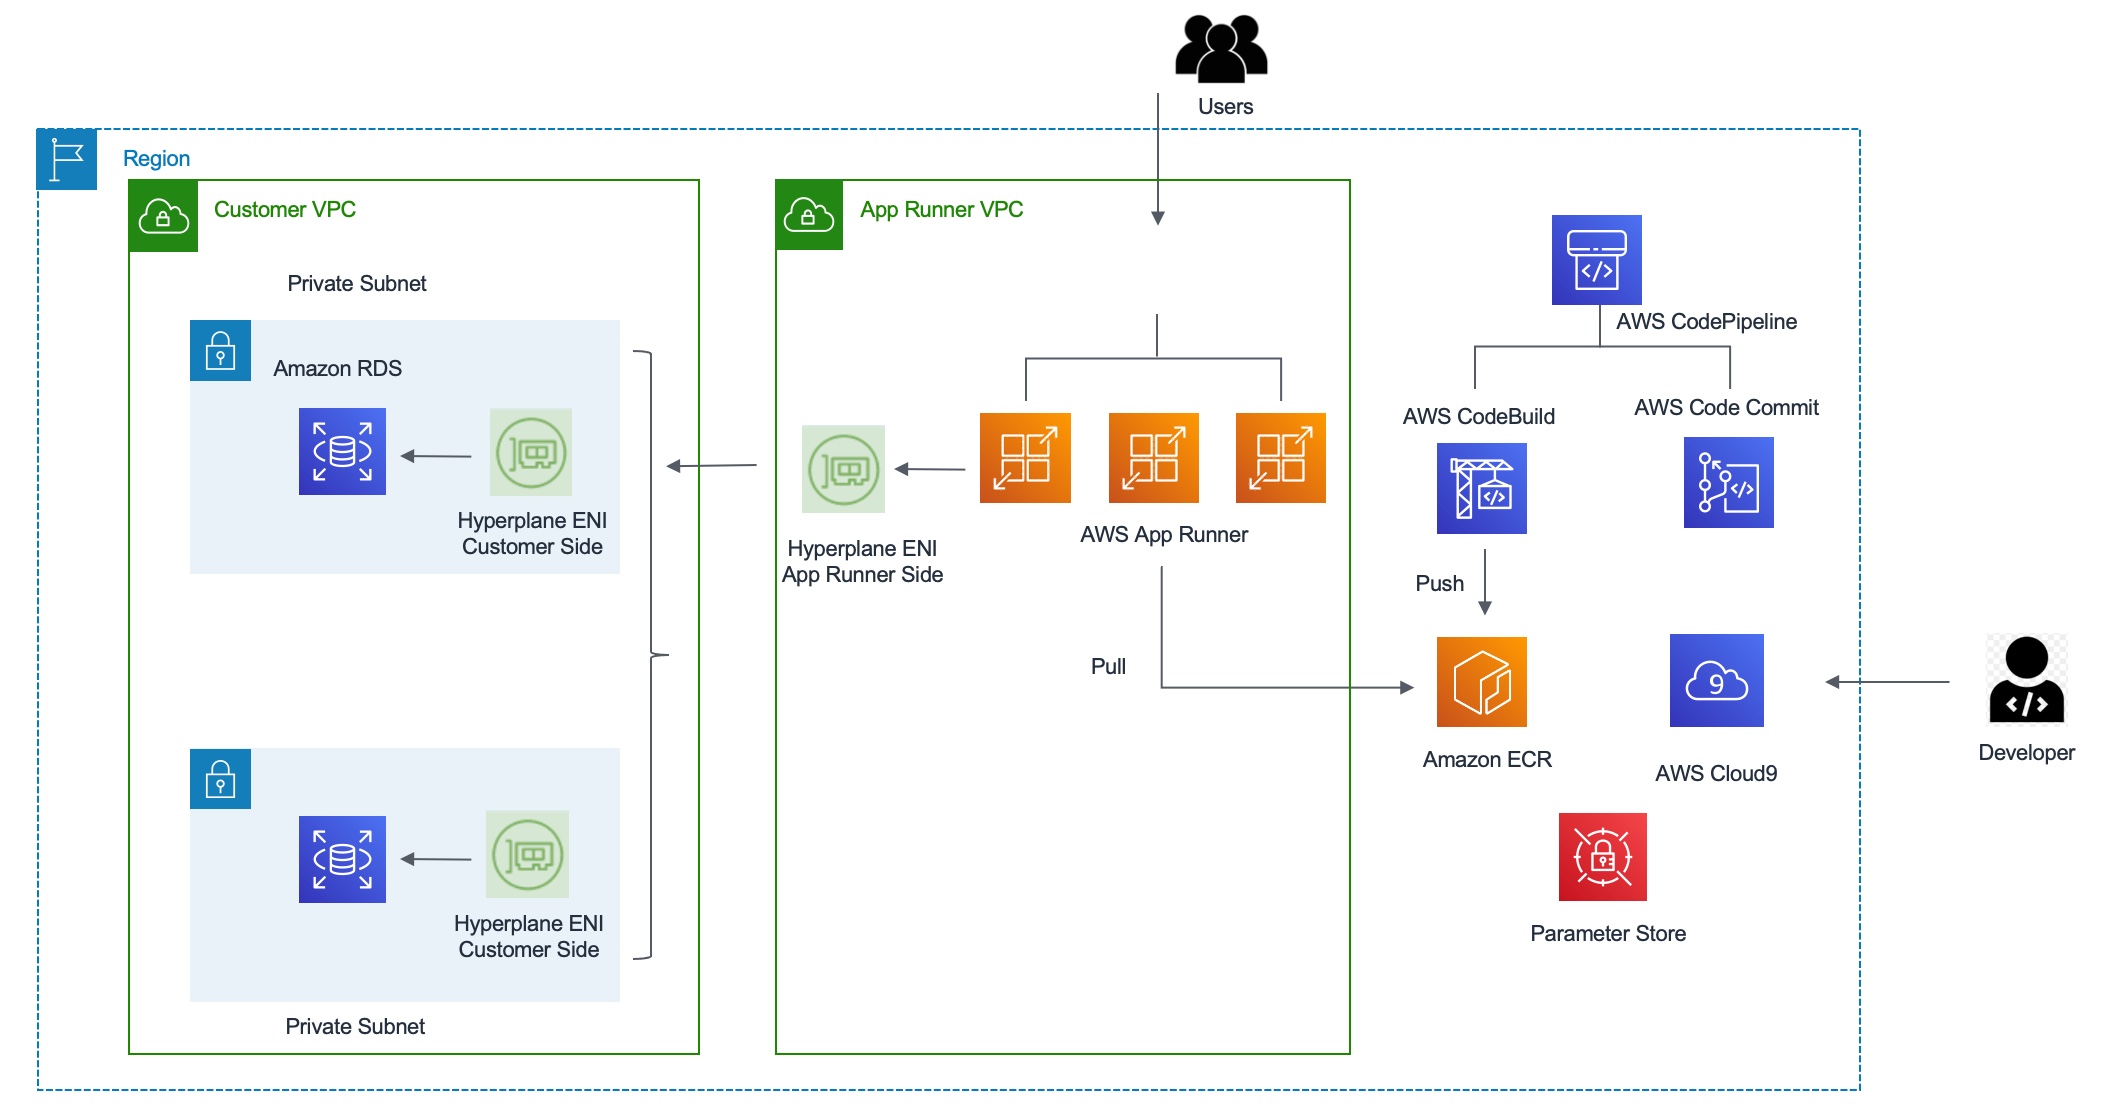 Users
Region
Customer VPC
App Runner VPC
Private Subnet
AWS CodePipeline
Amazon RDS
AWS CodeBuild
AWS Code Commit
</>
</>
</>
Hyperplane ENI
Customer Side
AWS App Runner
Hyperplane ENI
App Runner Side
Push
Pull
9
</>
Amazon ECR
AWS Cloud9
Developer
Hyperplane ENI
Customer Side
Parameter Store
Private Subnet